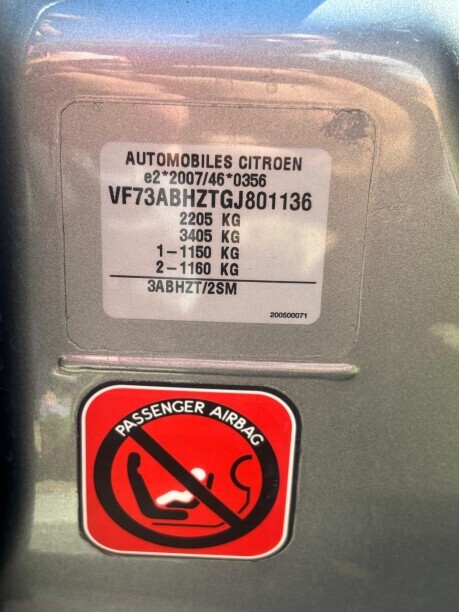 AUTOMOBILES CITROEN
e2*2007/46*0356
VF73ABHZTGJ801136
2205 KG
3405 KG
1-1150 KG
2-1160 KG
3ABHZT/2SM
200500071
PASSENGER AIRBAG